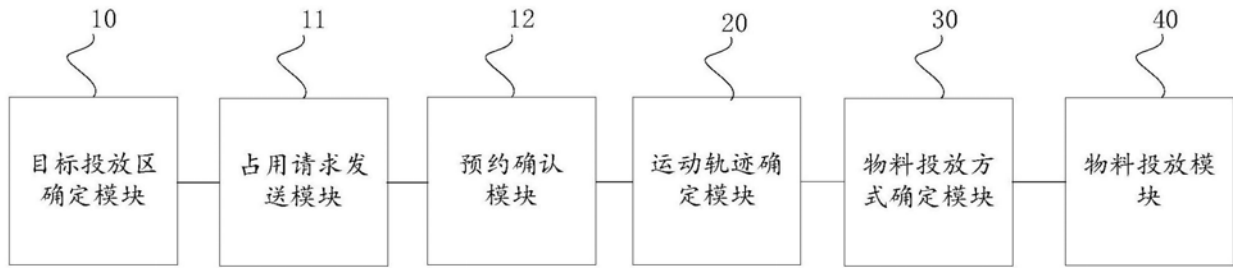 10 11 12 20 30 40
目标投放区 占用请求发 预约确认 运动轨迹确 物料投放方 物料投放模
确定模块 送模块 模块 定模块 式确定模块 块